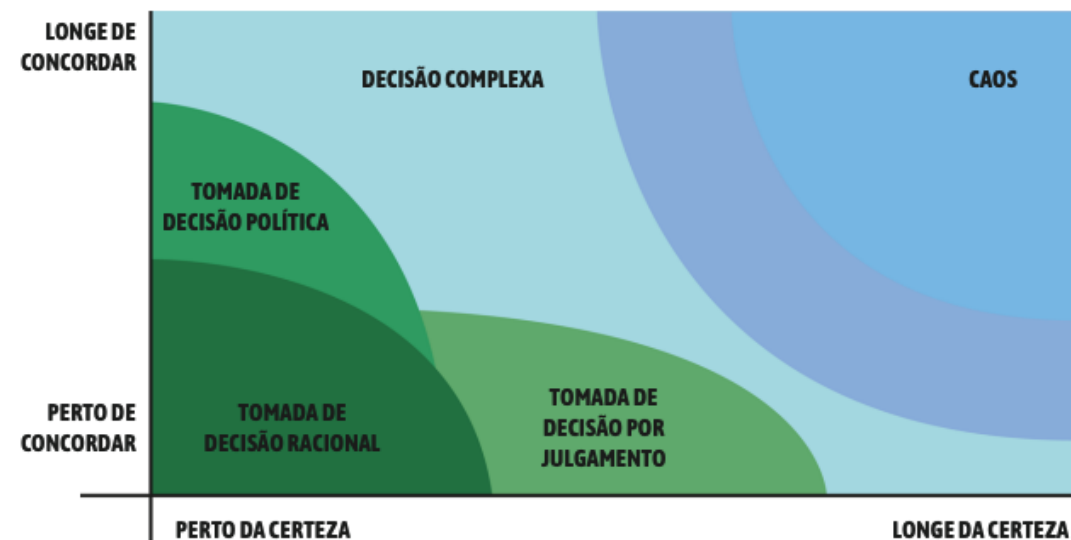 LONGE DE
CONCORDAR
DECISÃO COMPLEXA
CAOS
TOMADA DE
DECISÃO POLÍTICA
PERTO DE
CONCORDAR
TOMADA DE
DECISÃO RACIONAL
TOMADA DE
DECISÃO POR
JULGAMENTO
PERTO DA CERTEZA
LONGE DA CERTEZA